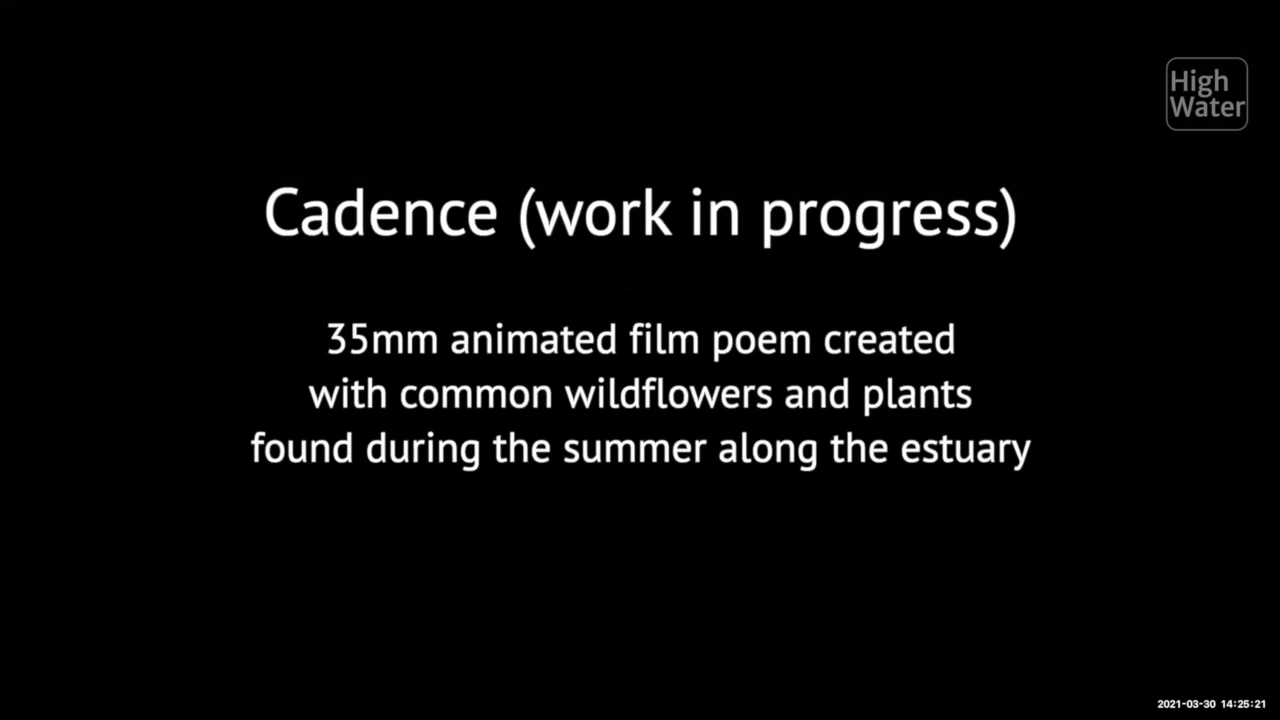 High
Water
Cadence (work in progress)
35mm animated film poem created
with common wildflowers and plants
found during the summer along the estuary
2021-03-30 14:25:21